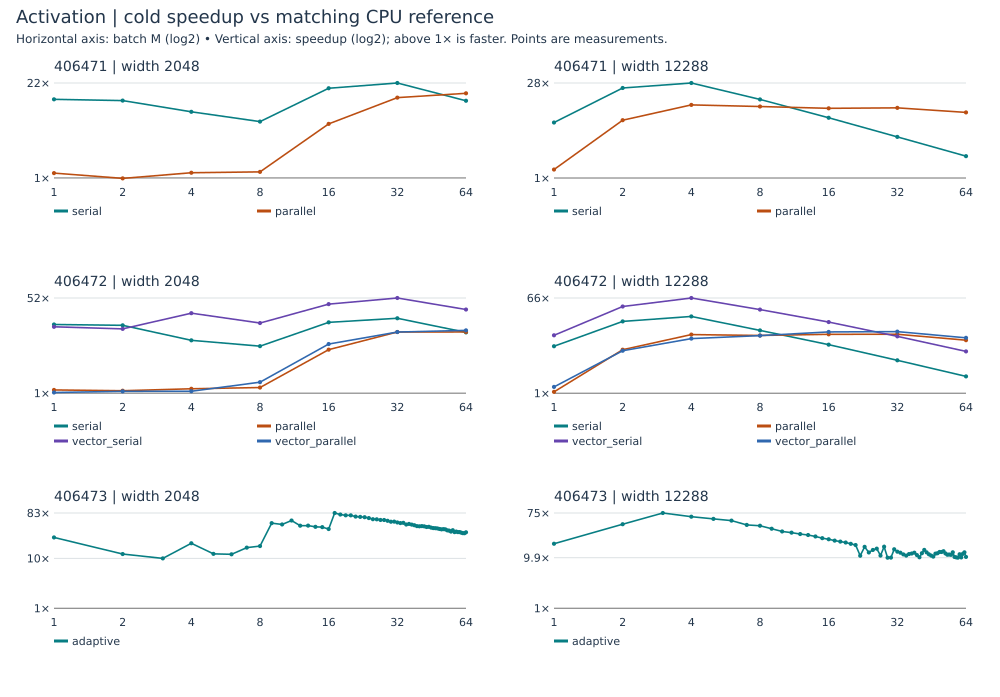 Activation | cold speedup vs matching CPU reference
Horizontal axis: batch M (log2) • Vertical axis: speedup (log2); above 1× is faster. Points are measurements.
406471 | width 2048
22×
1×
1 2 4 8 16 32 64
serial parallel
406471 | width 12288
28×
1×
1 2 4 8 16 32 64
serial parallel
406472 | width 2048
52×
1×
1 2 4 8 16 32 64
serial parallel
vector_serial vector_parallel
406472 | width 12288
66×
1×
1 2 4 8 16 32 64
serial parallel
vector_serial vector_parallel
406473 | width 2048
83×
10×
1×
1 2 4 8 16 32 64
adaptive
406473 | width 12288
75×
9.9×
1×
1 2 4 8 16 32 64
adaptive